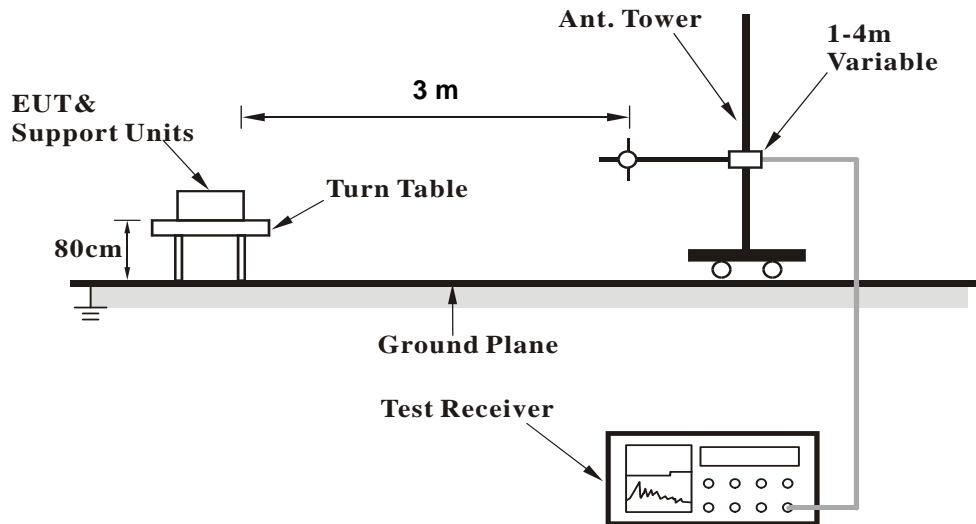 Ant. Tower
1-4m
Variable
3 m
EUT&
Support Units
Turn Table
80cm
Ground Plane
Test Receiver